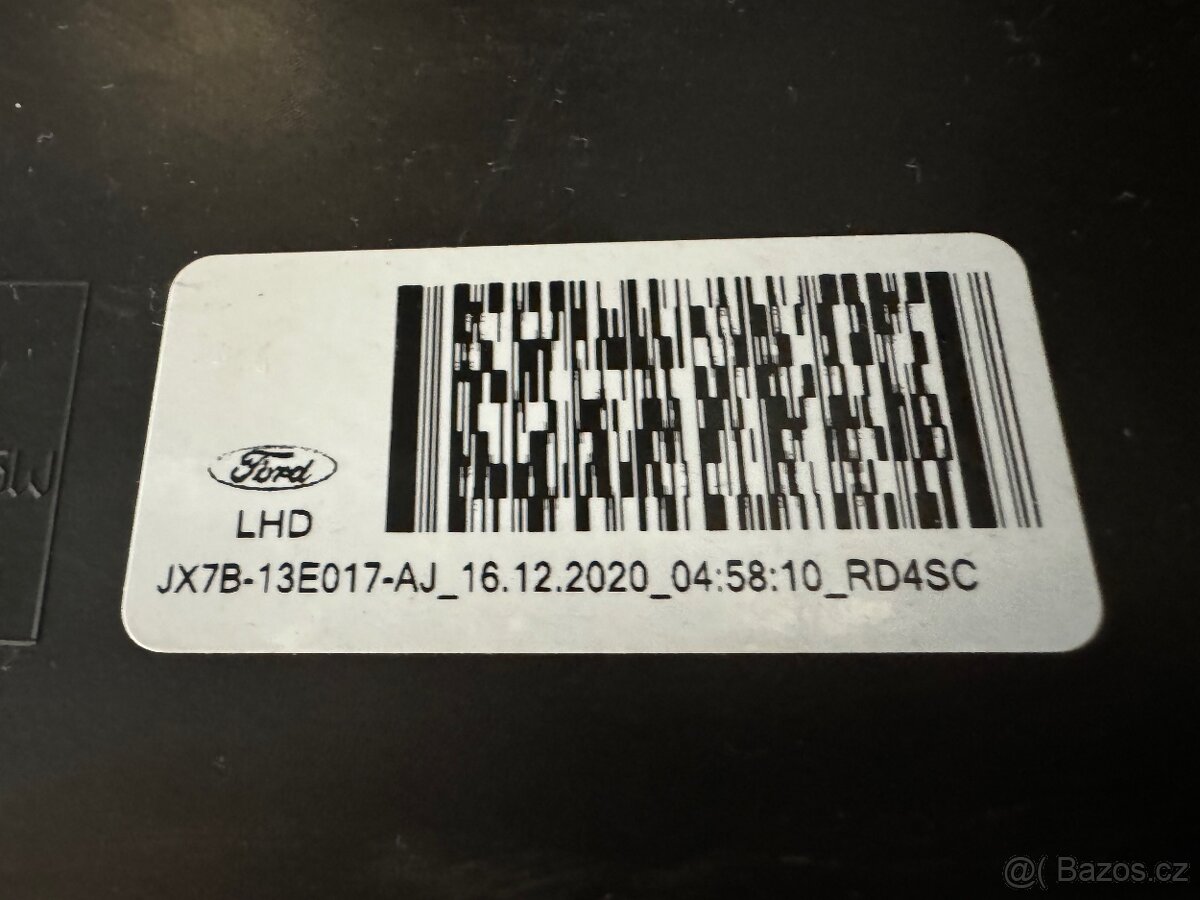 Ford
LHD
JX7B-13E017-AJ_16.12.2020_04:58:10_RD4SC
@( Bazos.cz